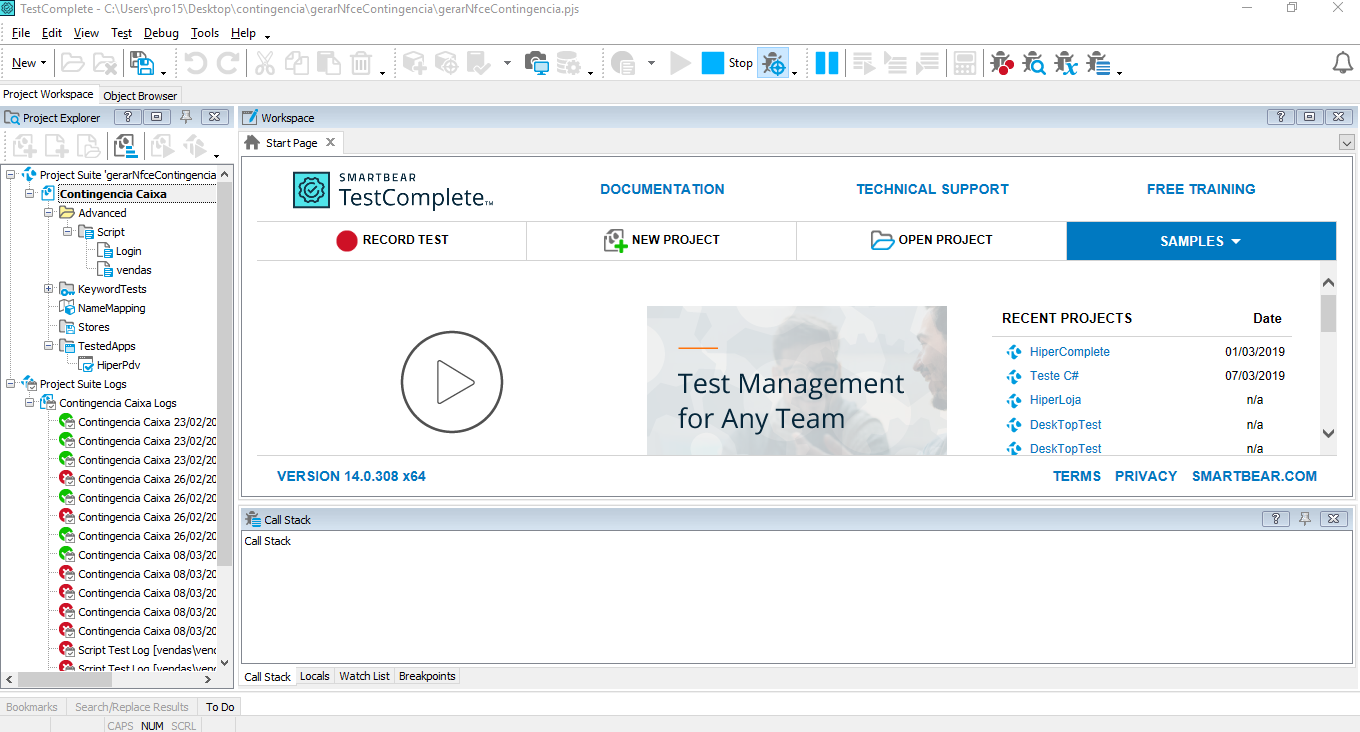 TestComplete - C:\Users\pro15\Desktop\contingencia\gerarNfceContingencia\gerarNfceContingencia.pjs
File Edit View Test Debug Tools Help
New Stop
Project Workspace Object Browser
Project Explorer
Project Suite 'gerarNfceContingencia
Contingencia Caixa
Advanced
Script
Login
vendas
KeywordTests
NameMapping
Stores
TestedApps
HiperPdv
Project Suite Logs
Contingencia Caixa Logs
Contingencia Caixa 23/02/20
Contingencia Caixa 23/02/20
Contingencia Caixa 23/02/20
Contingencia Caixa 26/02/20
Contingencia Caixa 26/02/20
Contingencia Caixa 26/02/20
Contingencia Caixa 26/02/20
Contingencia Caixa 08/03/20
Contingencia Caixa 08/03/20
Contingencia Caixa 08/03/20
Contingencia Caixa 08/03/20
Contingencia Caixa 08/03/20
Script Test Log [vendas\vend
Script Test Log [vendas\vend
Workspace
Start Page
SMARTBEAR
TestComplete™
DOCUMENTATION TECHNICAL SUPPORT FREE TRAINING
RECORD TEST NEW PROJECT OPEN PROJECT SAMPLES
Test Management
for Any Team
RECENT PROJECTS Date
HiperComplete 01/03/2019
Teste C# 07/03/2019
HiperLoja n/a
DeskTopTest n/a
DeskTopTest n/a
VERSION 14.0.308 x64 TERMS PRIVACY SMARTBEAR.COM
Call Stack
Call Stack
Call Stack Locals Watch List Breakpoints
Bookmarks Search/Replace Results To Do
CAPS NUM SCRL